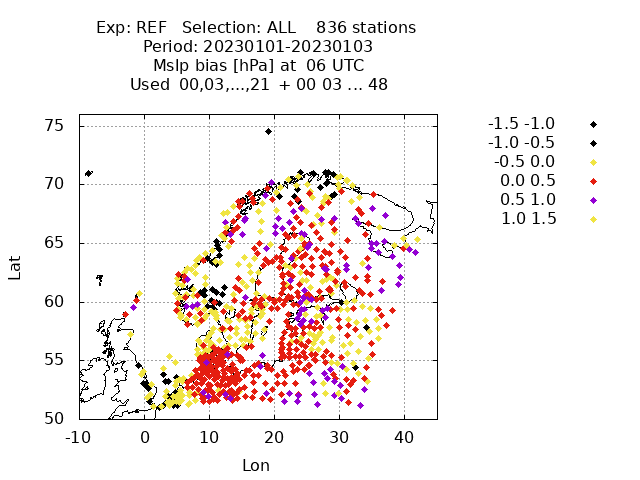 Exp: REF   Selection: ALL    836 stations
Period: 20230101-20230103
Mslp bias [hPa] at  06 UTC
Used  00,03,...,21  + 00 03 ... 48
-1.5 -1.0
-1.0 -0.5
-0.5 0.0
0.0 0.5
0.5 1.0
1.0 1.5
75
70
65
60
55
50
Lat
-10 0 10 20 30 40
Lon